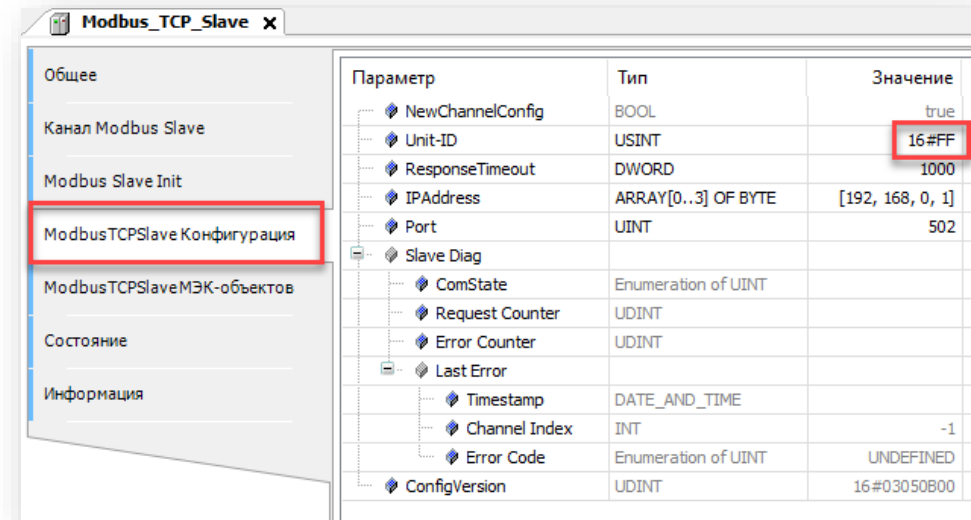 Modbus_TCP_Slave X
Общее
Канал Modbus Slave
Modbus Slave Init
ModbusTCPSlave Конфигурация
ModbusTCPSlaveМЭК-объектов
Состояние
Информация
Параметр Тип Значение
NewChannelConfig BOOL true
Unit-ID USINT 16#FF
ResponseTimeout DWORD 1000
IPAddress ARRAY[0..3] OF BYTE [192, 168, 0, 1]
Port UINT 502
Slave Diag
ComState Enumeration of UINT
Request Counter UDINT
Error Counter UDINT
Last Error
Timestamp DATE_AND_TIME
Channel Index INT -1
Error Code Enumeration of UINT UNDEFINED
ConfigVersion UDINT 16#03050B00